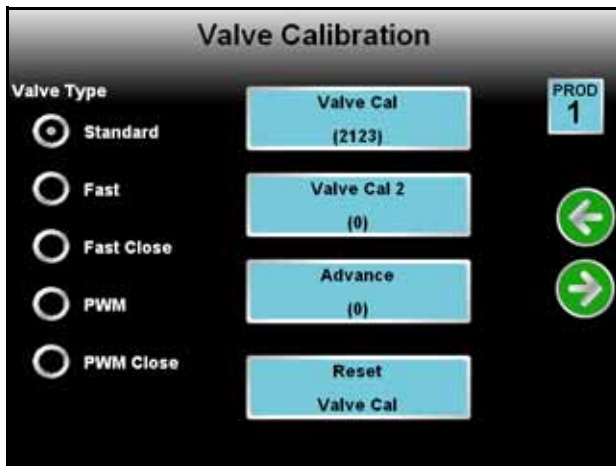 Valve Calibration
Valve Type
Standard
Fast
Fast Close
PWM
PWM Close
Valve Cal
(2123)
Valve Cal 2
(0)
Advance
(0)
Reset
Valve Cal
PROD
1